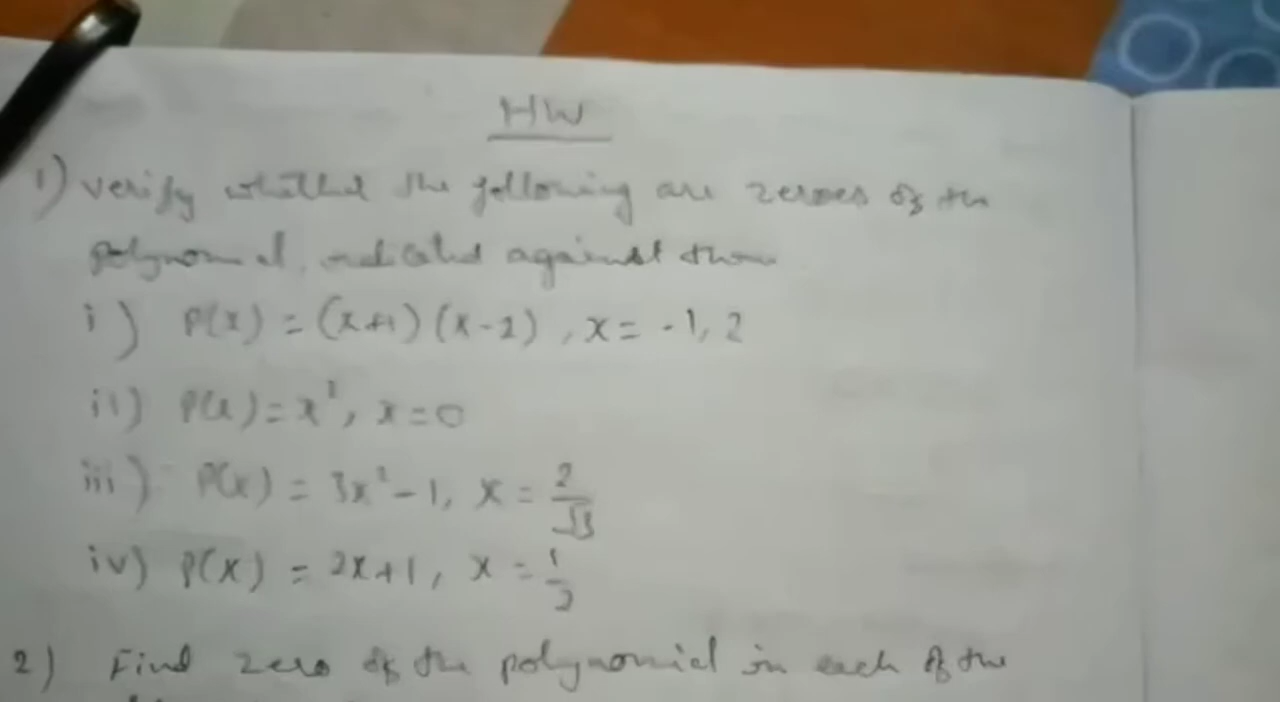 HW
1) verify whether the following are zeroes of the
polynomial, indicated against them
i) P(x) = (x+1) (x-2), x = -1, 2
ii) P(x) = x², x = 0
iii) P(x) = 3x² - 1, x = 2/√3
iv) P(x) = 2x+1, x = 1/2
2) Find zero of the polynomial in each of the